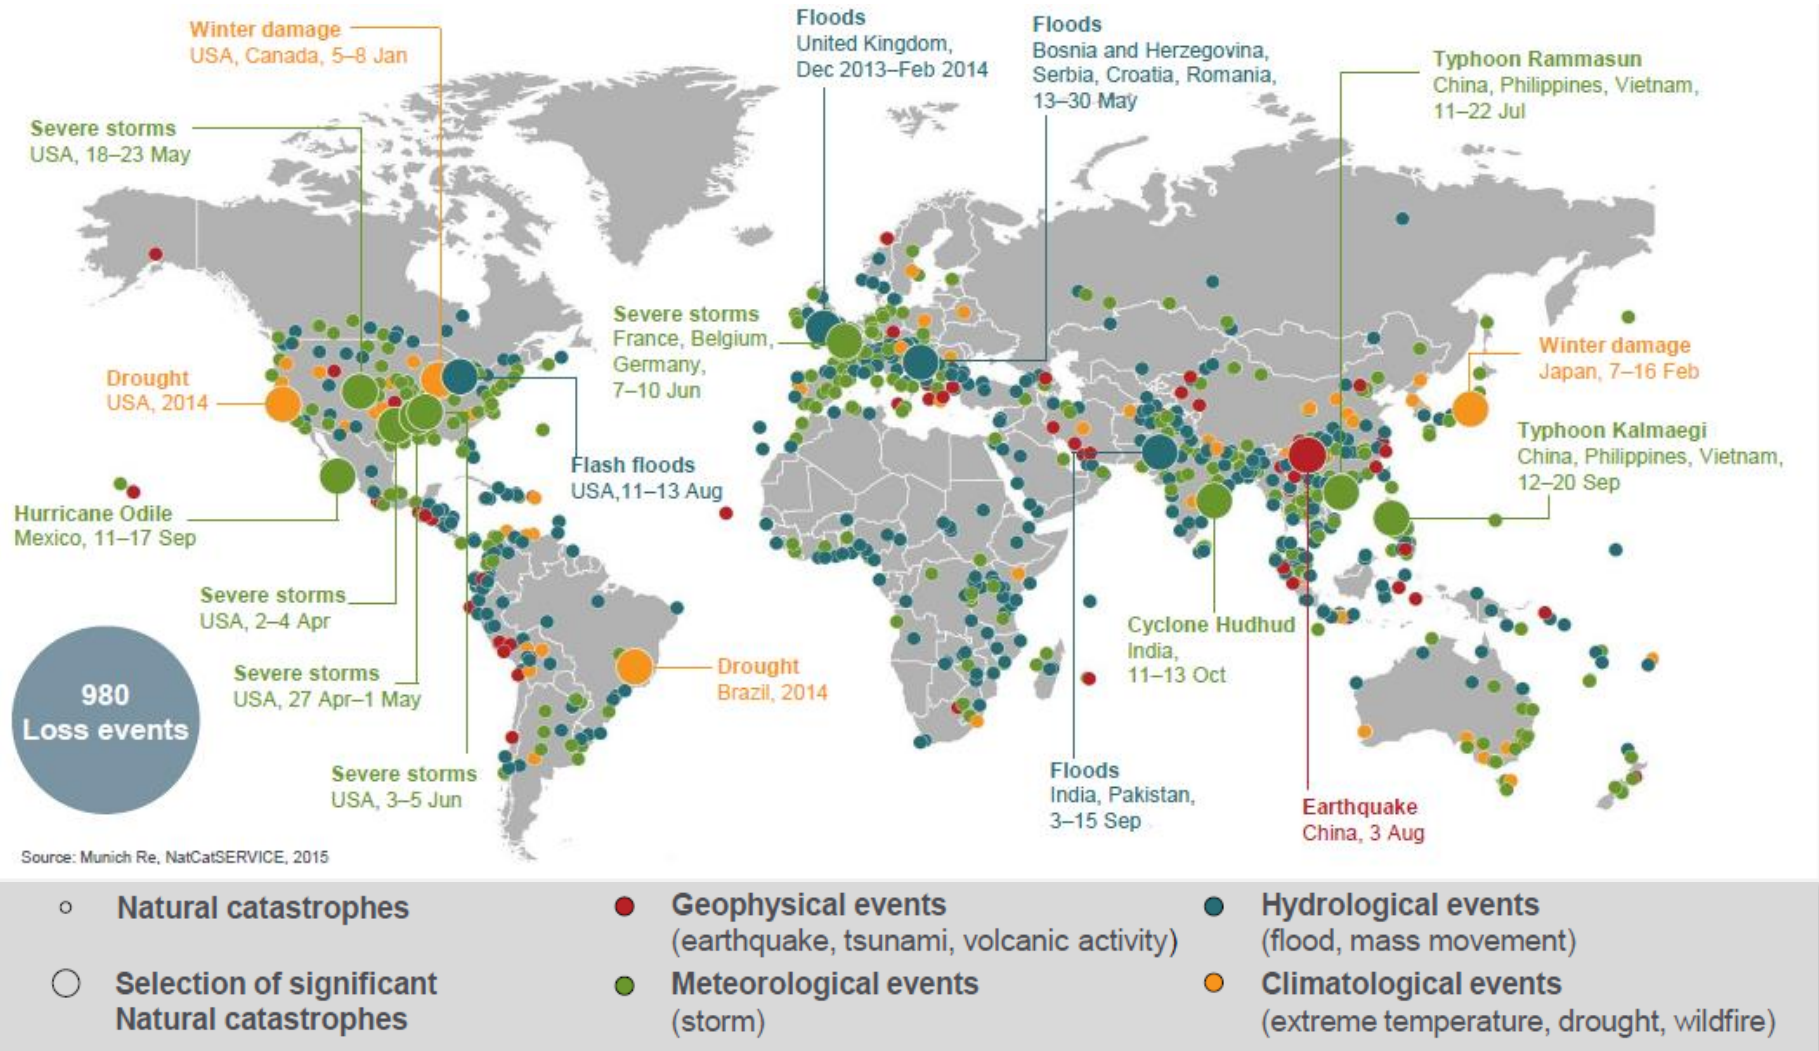 Winter damage
USA, Canada, 5–8 Jan
Floods
United Kingdom,
Dec 2013–Feb 2014
Floods
Bosnia and Herzegovina,
Serbia, Croatia, Romania,
13–30 May
Typhoon Rammasun
China, Philippines, Vietnam,
11–22 Jul
Severe storms
USA, 18–23 May
Severe storms
France, Belgium,
Germany,
7–10 Jun
Winter damage
Japan, 7–16 Feb
Drought
USA, 2014
Typhoon Kalmaegi
China, Philippines, Vietnam,
12–20 Sep
Flash floods
USA,11–13 Aug
Hurricane Odile
Mexico, 11–17 Sep
Severe storms
USA, 2–4 Apr
Cyclone Hudhud
India,
11–13 Oct
Severe storms
USA, 27 Apr–1 May
Drought
Brazil, 2014
980
Loss events
Severe storms
USA, 3–5 Jun
Floods
India, Pakistan,
3–15 Sep
Earthquake
China, 3 Aug
Source: Munich Re, NatCatSERVICE, 2015
Natural catastrophes
Selection of significant
Natural catastrophes
Geophysical events
(earthquake, tsunami, volcanic activity)
Meteorological events
(storm)
Hydrological events
(flood, mass movement)
Climatological events
(extreme temperature, drought, wildfire)